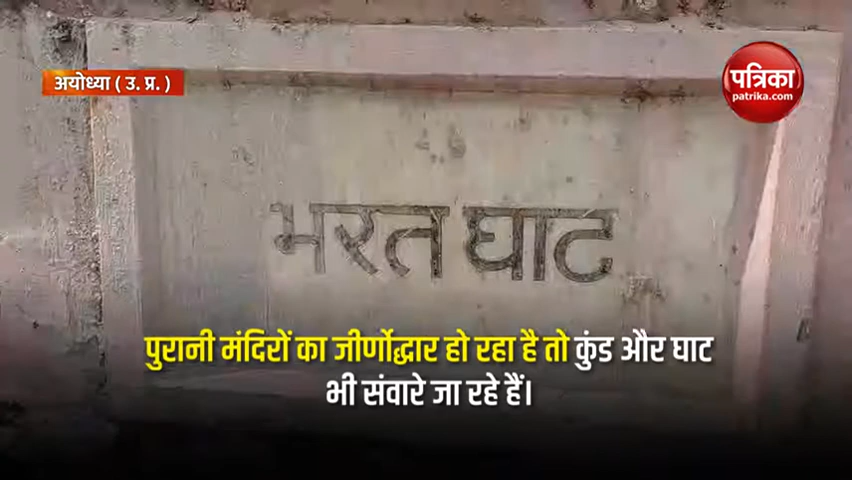 अयोध्या ( उ. प्र. )
पत्रिका
patrika.com
भरत घाट
पुरानी मंदिरों का जीर्णोद्धार हो रहा है तो कुंड और घाट
भी संवारे जा रहे हैं।